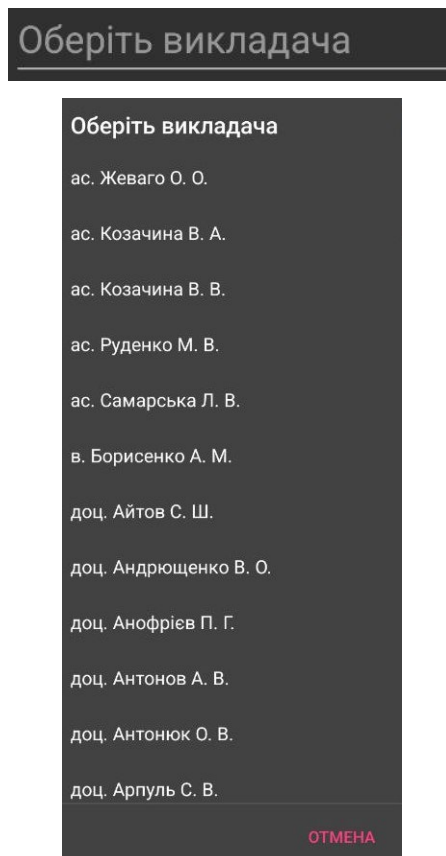 Оберіть викладача
Оберіть викладача
ас. Жеваго О. О.
ас. Козачина В. А.
ас. Козачина В. В.
ас. Руденко М. В.
ас. Самарська Л. В.
в. Борисенко А. М.
доц. Айтов С. Ш.
доц. Андрющенко В. О.
доц. Анофрієв П. Г.
доц. Антонов А. В.
доц. Антонюк О. В.
доц. Арпуль С. В.
ОТМЕНА